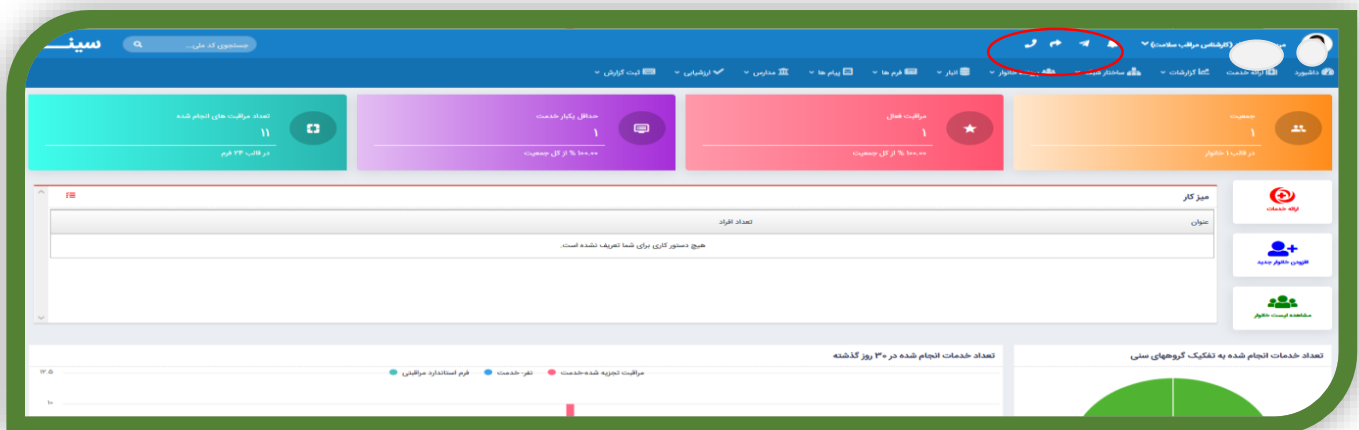 (کارشناس مراقب سلامت)
جستجوی کد ملی...
سینـــا
داشبورد
ارائه خدمت
گزارشات
ساختار
خانوار
انبار
فرم ها
پیام ها
مدارس
ارزشیابی
ثبت گزارش
جمعیت
۱
در قالب ۱ خانوار
مراقبت فعال
۱
۱۰۰.۰۰ % از کل جمعیت
حداقل یکبار خدمت
۱
۱۰۰.۰۰ % از کل جمعیت
تعداد مراقبت های انجام شده
۱۱
در قالب ۲۴ فرم
ارائه خدمات
افزودن خانوار جدید
مشاهده لیست خانوار
میز کار
عنوان
تعداد افراد
هیچ دستور کاری برای شما تعریف نشده است.
تعداد خدمات انجام شده به تفکیک گروههای سنی
تعداد خدمات انجام شده در ۳۰ روز گذشته
مراقبت تجزیه شده-خدمت
نفر-خدمت
فرم استاندارد مراقبتی
۱۲.۵
۱۰